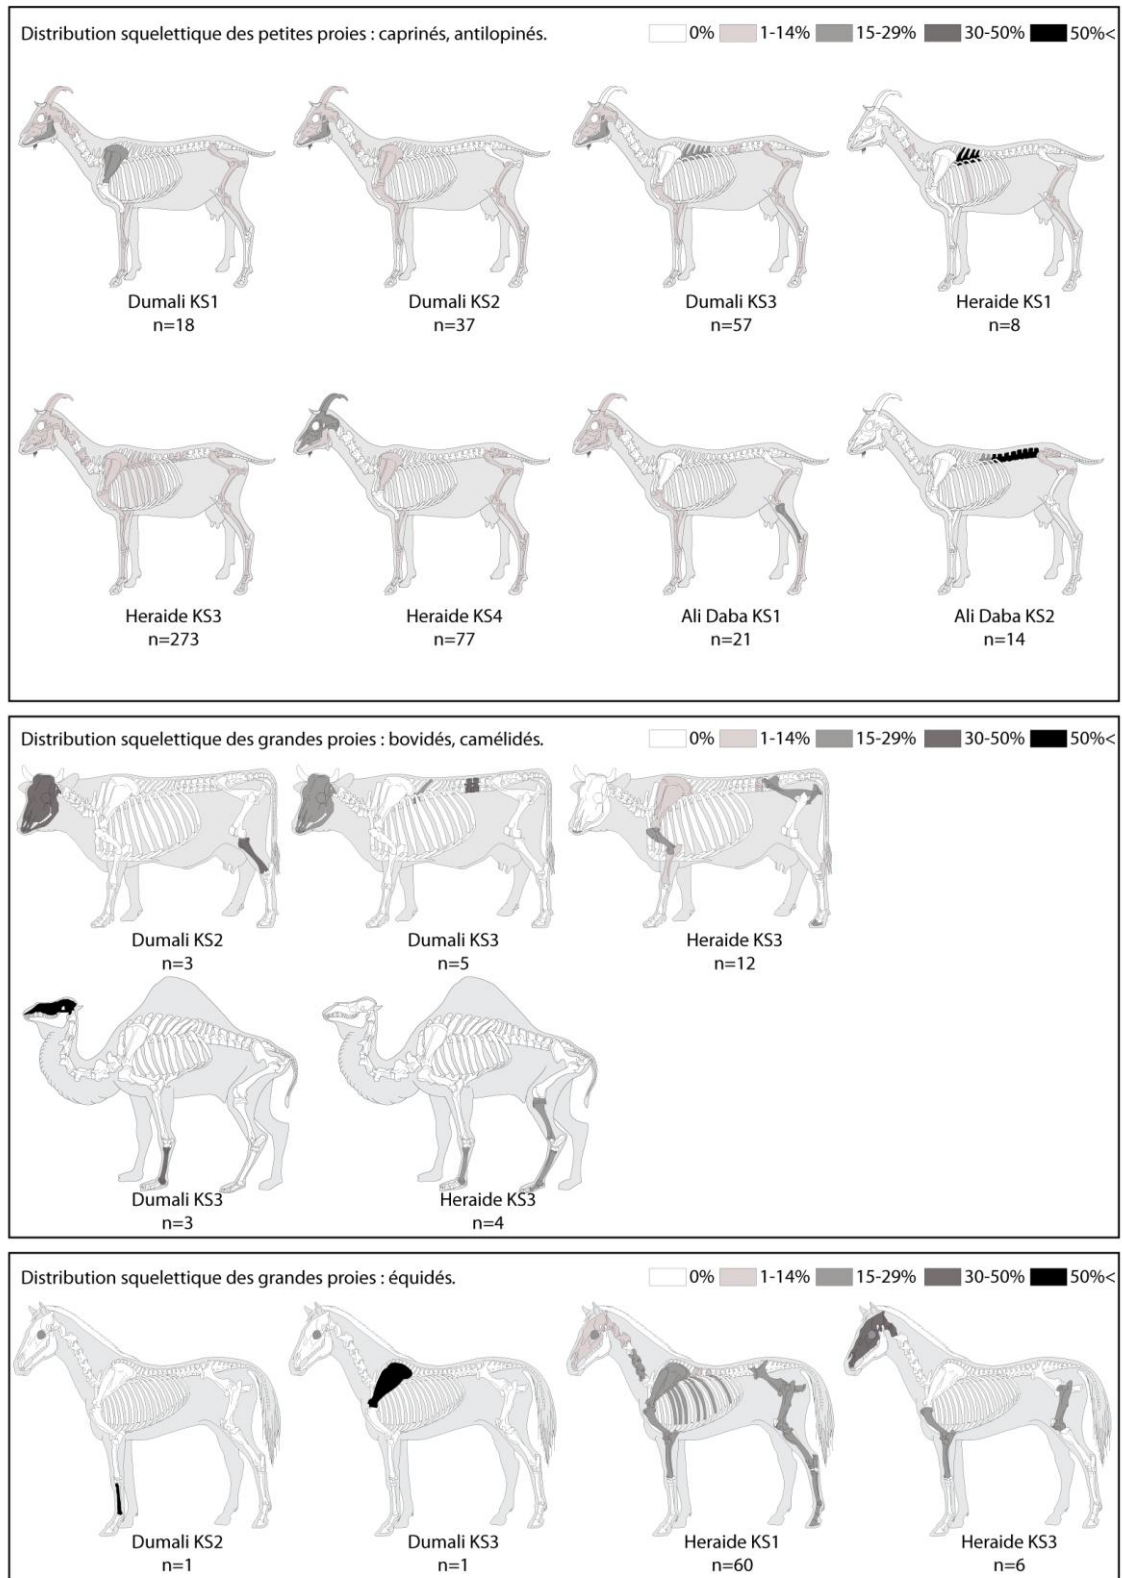 Distribution squelettique des petites proies : caprinés, antilopinés. 0% 1-14% 15-29% 30-50% 50%<
Dumali KS1 Dumali KS2 Dumali KS3 Heraide KS1
n=18 n=37 n=57 n=8
Heraide KS3 Heraide KS4 Ali Daba KS1 Ali Daba KS2
n=273 n=77 n=21 n=14
Distribution squelettique des grandes proies : bovidés, camélidés. 0% 1-14% 15-29% 30-50% 50%<
Dumali KS2 Dumali KS3 Heraide KS3
n=3 n=5 n=12
Dumali KS3 Heraide KS3
n=3 n=4
Distribution squelettique des grandes proies : équidés. 0% 1-14% 15-29% 30-50% 50%<
Dumali KS2 Dumali KS3 Heraide KS1 Heraide KS3
n=1 n=1 n=60 n=6